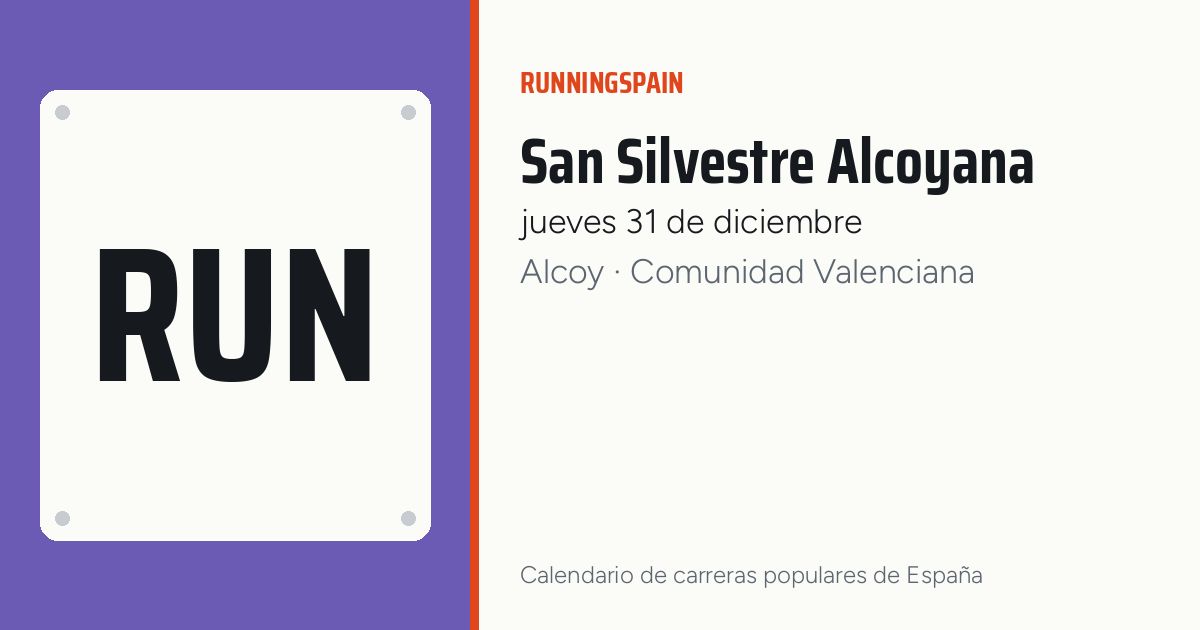 RUN
RUNNINGSPAIN
San Silvestre Alcoyana
jueves 31 de diciembre
Alcoy · Comunidad Valenciana
Calendario de carreras populares de España